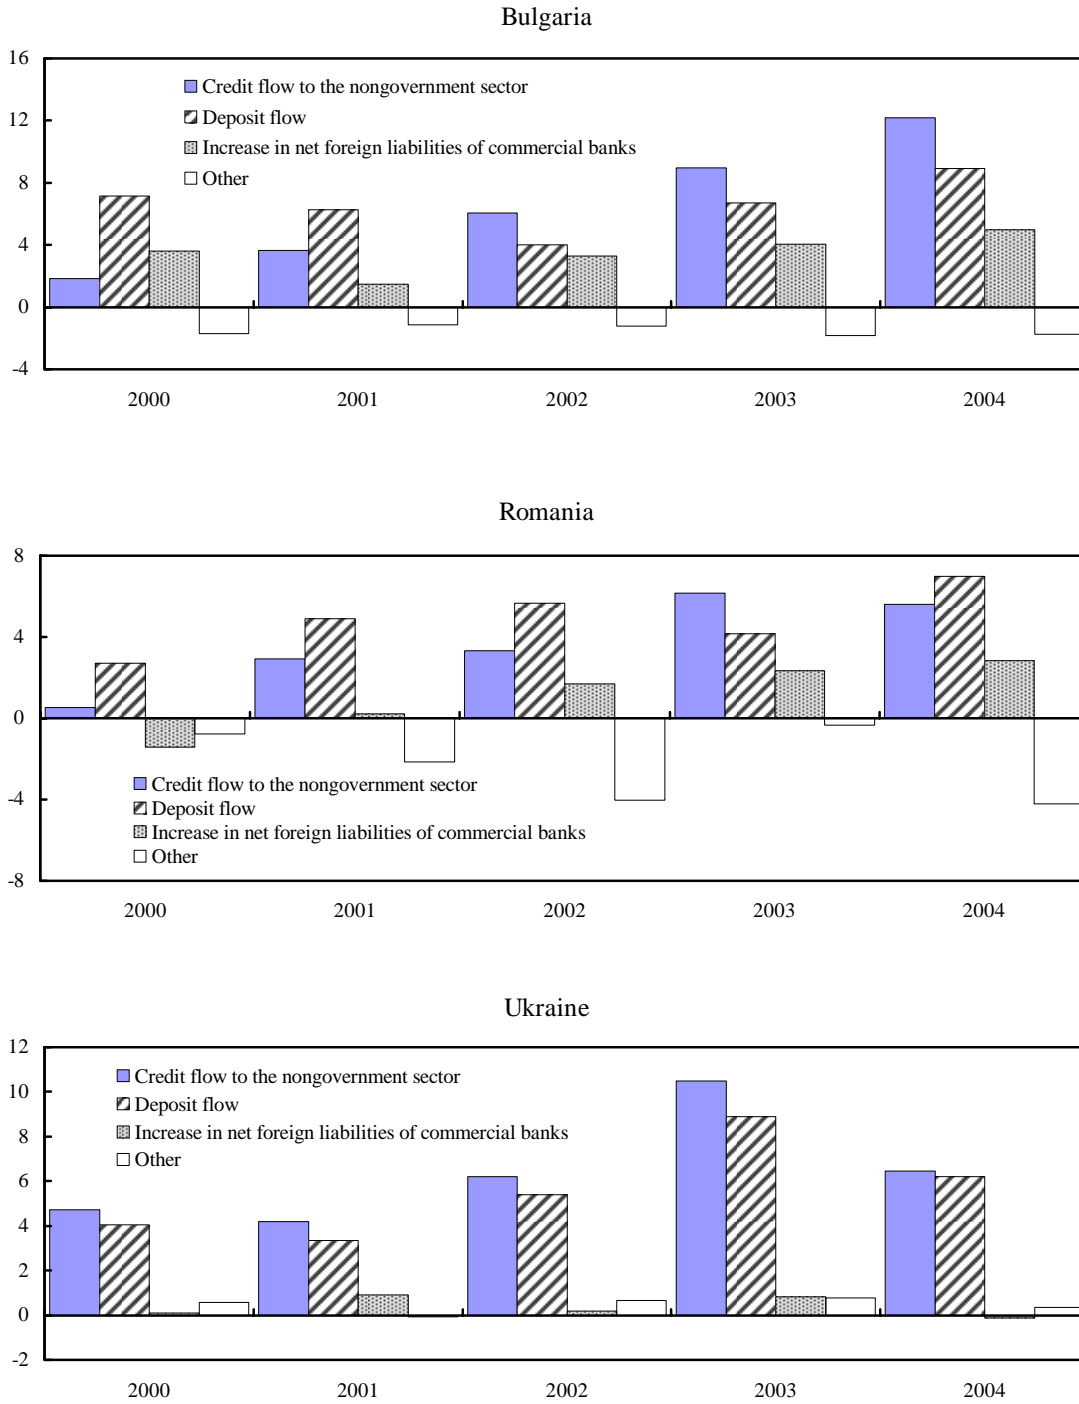 Bulgaria
16
12
8
4
0
-4
Credit flow to the nongovernment sector
Deposit flow
Increase in net foreign liabilities of commercial banks
Other
2000 2001 2002 2003 2004
Romania
8
4
0
-4
-8
Credit flow to the nongovernment sector
Deposit flow
Increase in net foreign liabilities of commercial banks
Other
2000 2001 2002 2003 2004
Ukraine
12
10
8
6
4
2
0
-2
Credit flow to the nongovernment sector
Deposit flow
Increase in net foreign liabilities of commercial banks
Other
2000 2001 2002 2003 2004